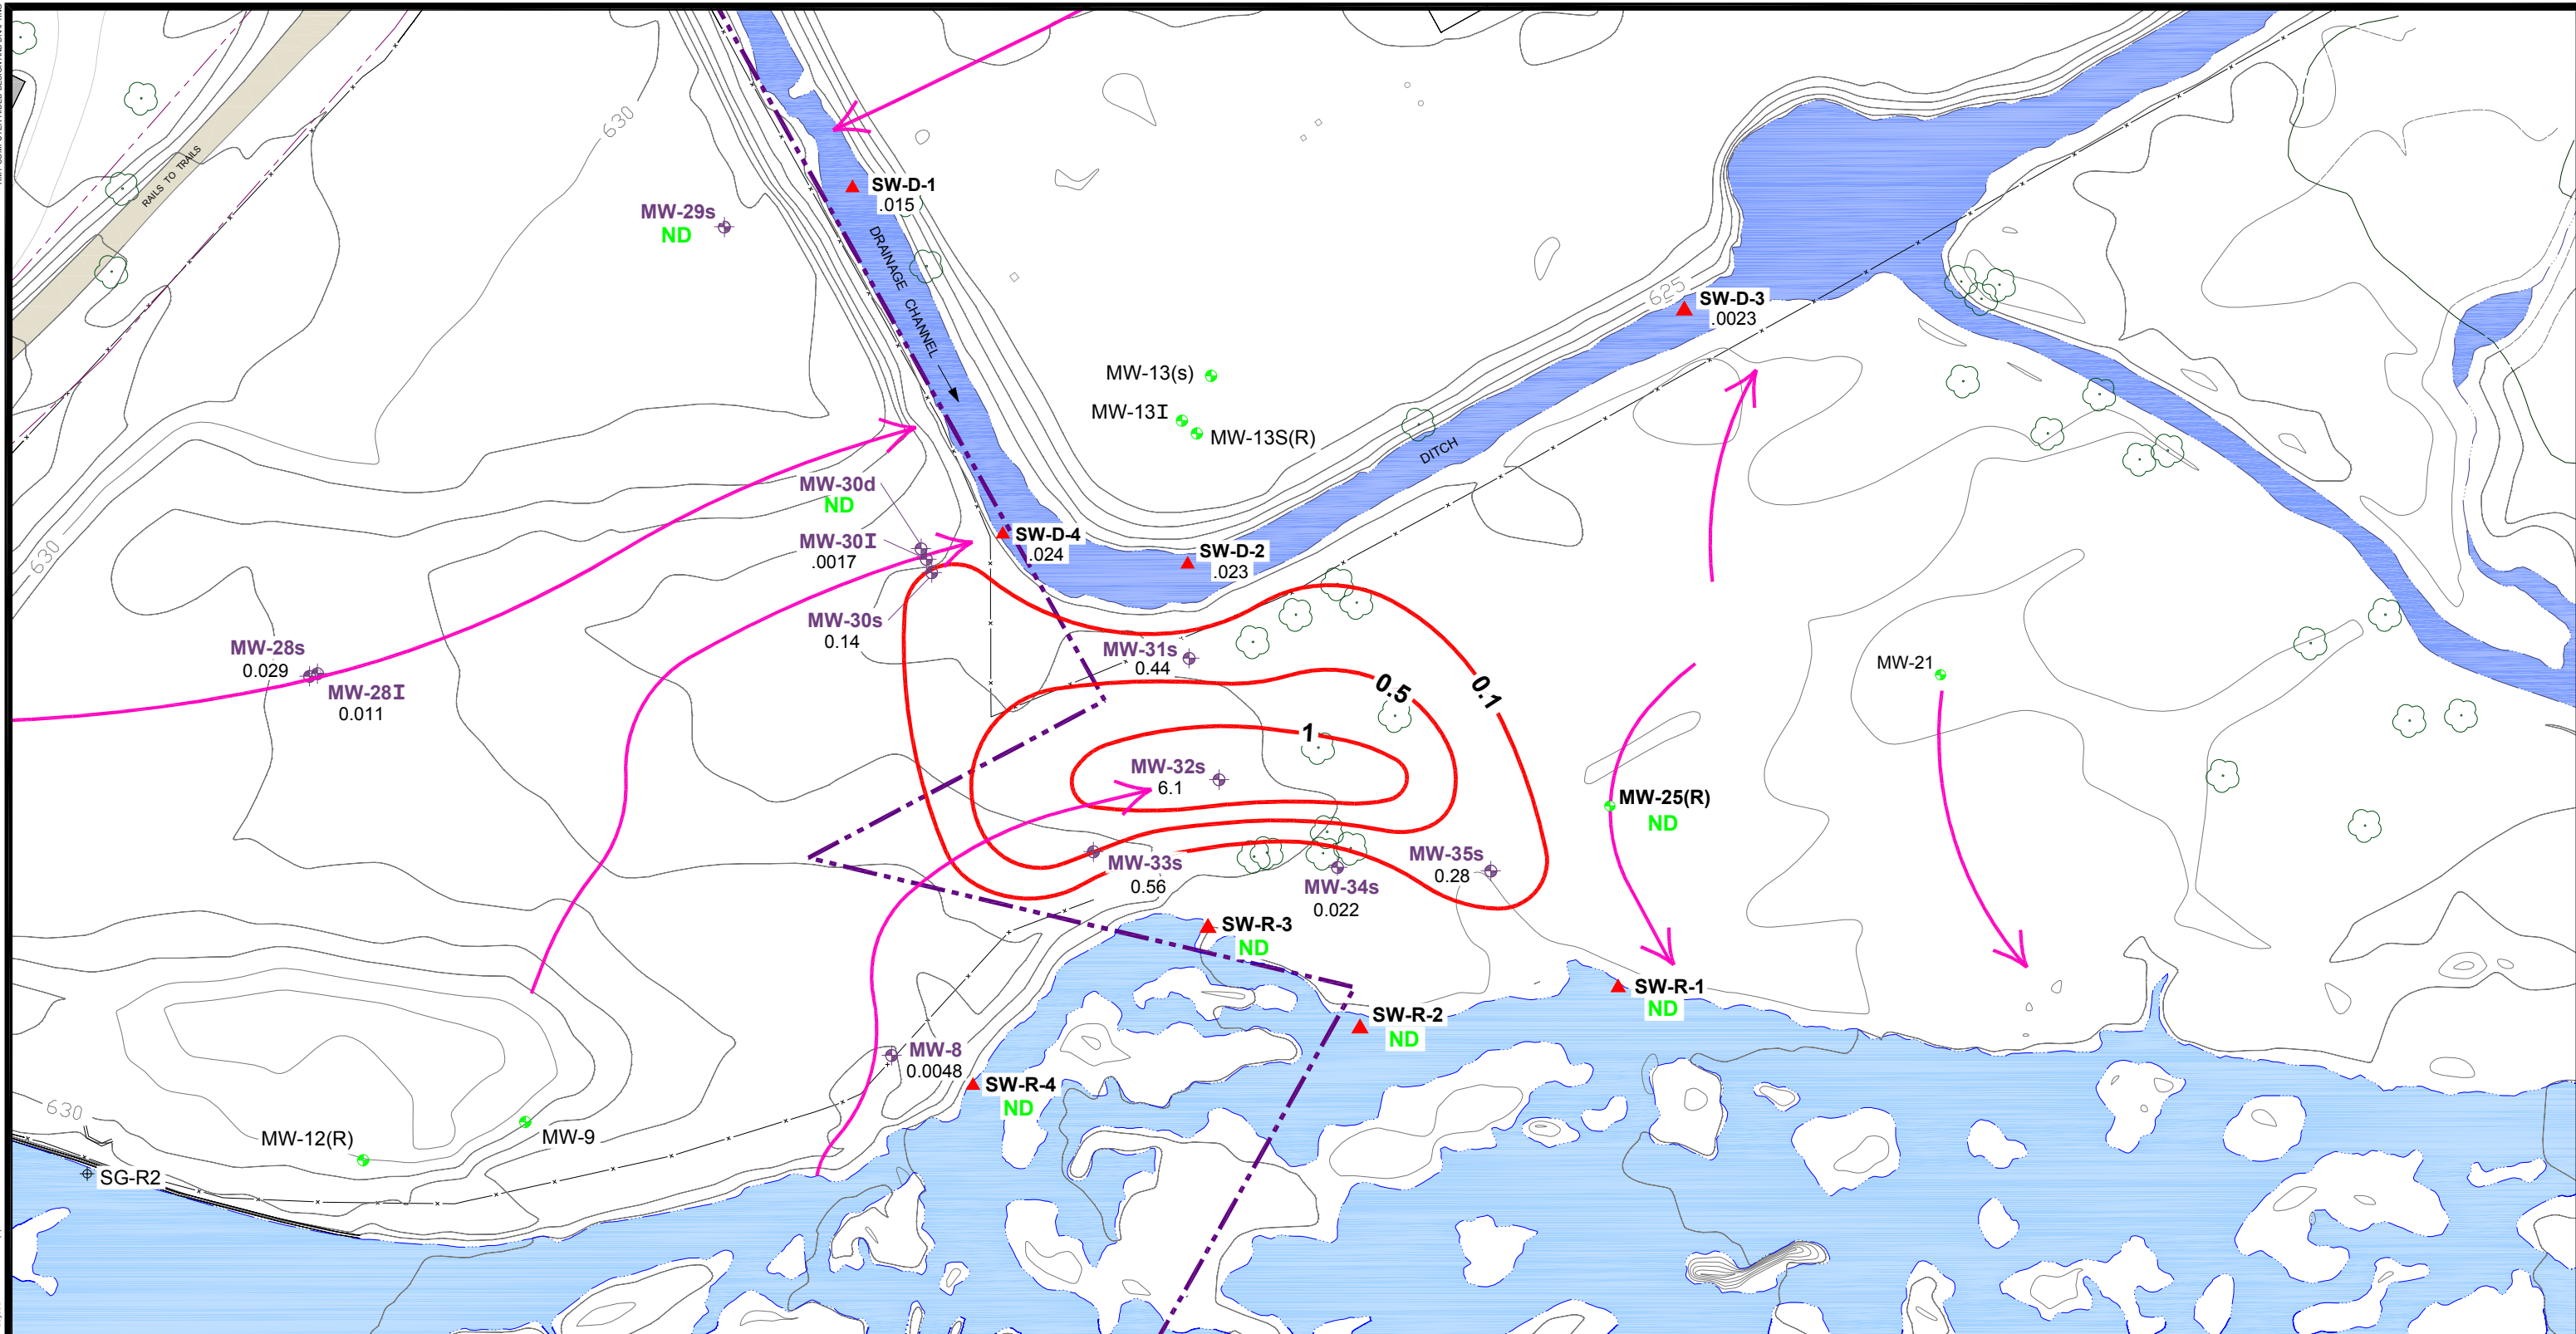 630
RAILS TO TRAILS
SW-D-1
.015
MW-29s
ND
DRAINAGE CHANNEL
625
SW-D-3
.0023
MW-13(s)
MW-13I
MW-13S(R)
DITCH
MW-30d
ND
MW-30I
.0017
SW-D-4
.024
SW-D-2
.023
630
MW-30s
0.14
MW-28s
0.029
MW-28I
0.011
MW-31s
0.44
0.5
0.1
1
MW-21
MW-32s
6.1
MW-25(R)
ND
MW-33s
0.56
MW-35s
0.28
MW-34s
0.022
SW-R-3
ND
SW-R-1
ND
SW-R-2
ND
MW-8
0.0048
SW-R-4
ND
630
MW-12(R)
MW-9
SG-R2